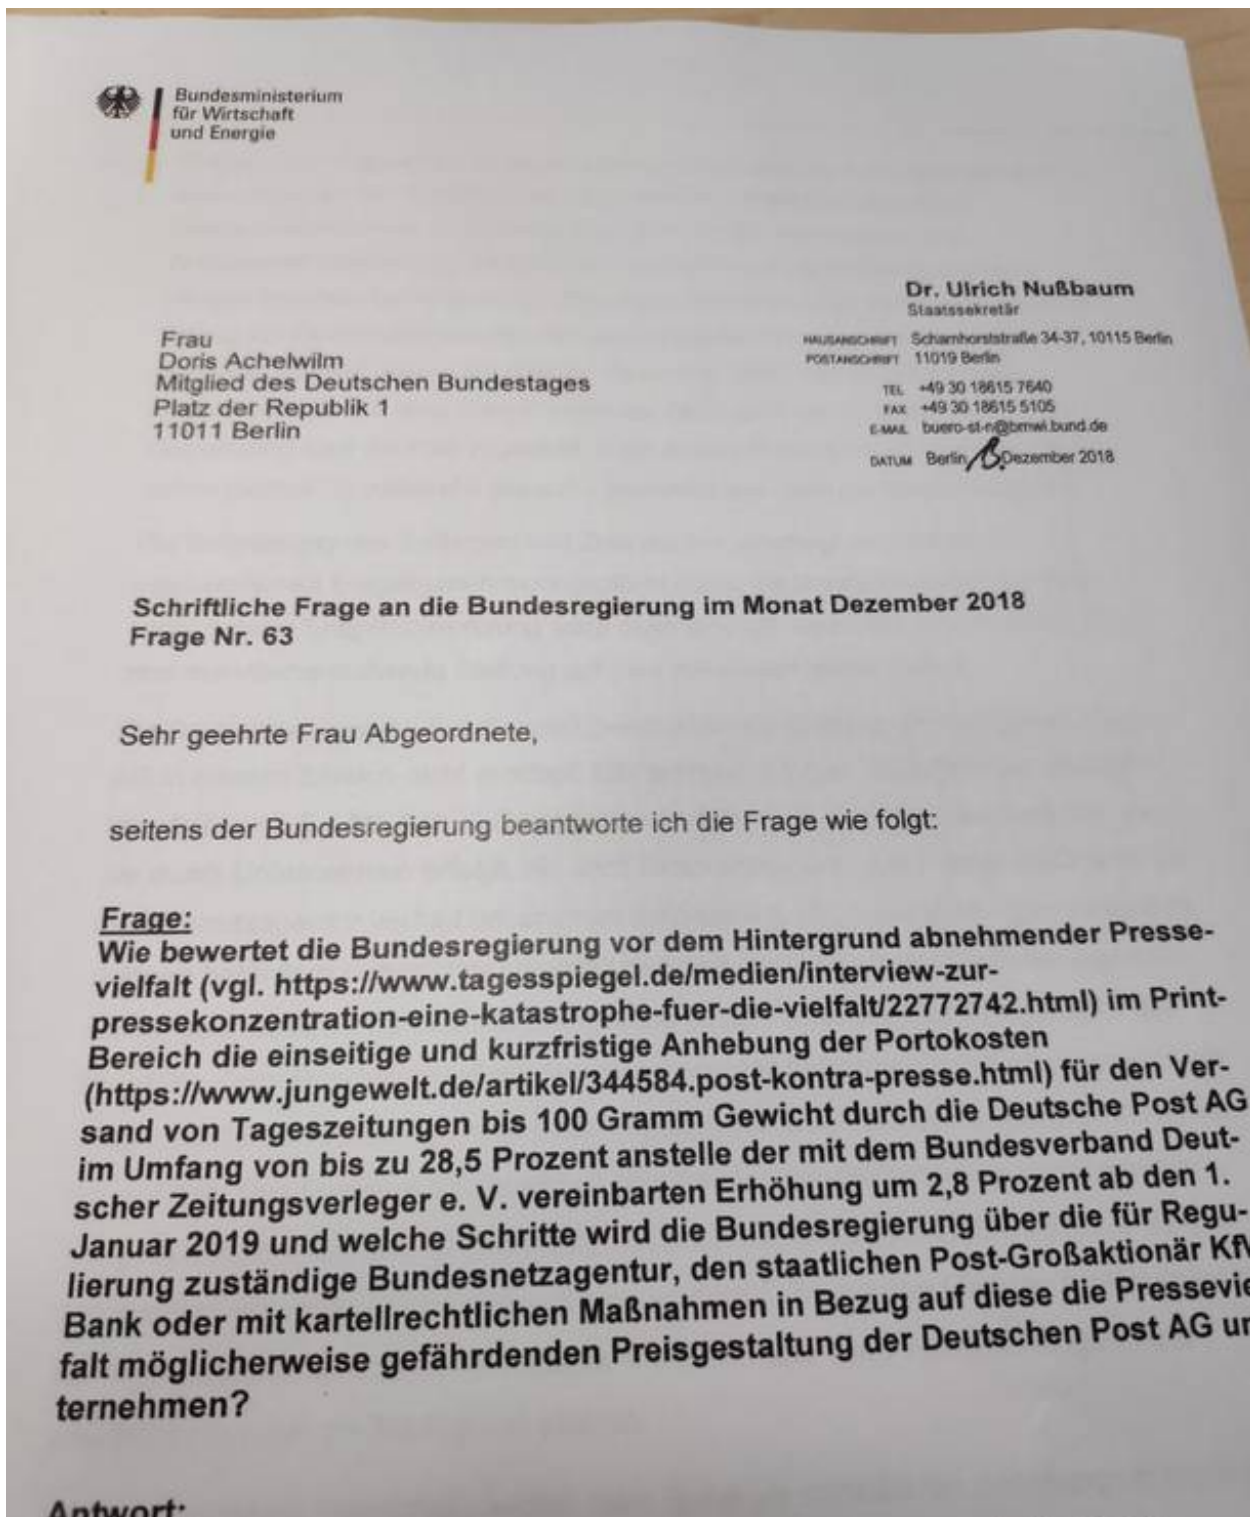 Bundesministerium
für Wirtschaft
und Energie
Dr. Ulrich Nußbaum
Staatssekretär
HAUSANSCHRIFT Scharnhorststraße 34-37, 10115 Berlin
POSTANSCHRIFT 11019 Berlin
TEL +49 30 18615 7640
FAX +49 30 18615 5105
E-MAIL buero-st-n@bmwi.bund.de
DATUM Berlin, 13. Dezember 2018
Frau
Doris Achelwilm
Mitglied des Deutschen Bundestages
Platz der Republik 1
11011 Berlin
Schriftliche Frage an die Bundesregierung im Monat Dezember 2018
Frage Nr. 63
Sehr geehrte Frau Abgeordnete,
seitens der Bundesregierung beantworte ich die Frage wie folgt:
Frage:
Wie bewertet die Bundesregierung vor dem Hintergrund abnehmender Presse-
vielfalt (vgl. https://www.tagesspiegel.de/medien/interview-zur-
pressekonzentration-eine-katastrophe-fuer-die-vielfalt/22772742.html) im Print-
Bereich die einseitige und kurzfristige Anhebung der Portokosten
(https://www.jungewelt.de/artikel/344584.post-kontra-presse.html) für den Ver-
sand von Tageszeitungen bis 100 Gramm Gewicht durch die Deutsche Post AG
im Umfang von bis zu 28,5 Prozent anstelle der mit dem Bundesverband Deut-
scher Zeitungsverleger e. V. vereinbarten Erhöhung um 2,8 Prozent ab den 1.
Januar 2019 und welche Schritte wird die Bundesregierung über die für Regu-
lierung zuständige Bundesnetzagentur, den staatlichen Post-Großaktionär KfW
Bank oder mit kartellrechtlichen Maßnahmen in Bezug auf diese die Pressevie
falt möglicherweise gefährdenden Preisgestaltung der Deutschen Post AG un
ternehmen?
Antwort: